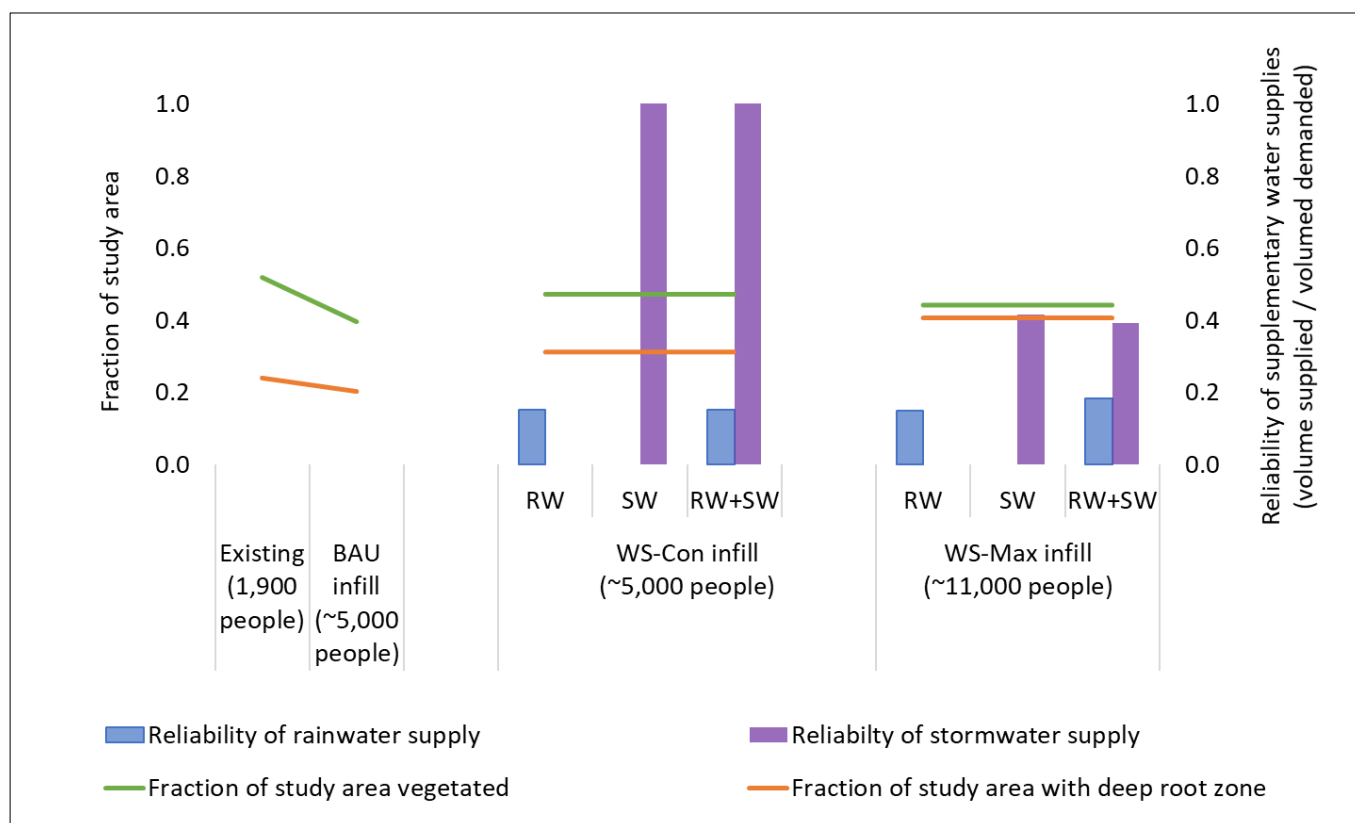 Fraction of study area
1.0
0.8
0.6
0.4
0.2
0.0
1.0
0.8
0.6
0.4
0.2
0.0
Reliability of supplementary water supplies
(volume supplied / volumed demanded)
RW
SW
RW+SW
RW
SW
RW+SW
Existing
(1,900
people)
BAU
infill
(~5,000
people)
WS-Con infill
(~5,000 people)
WS-Max infill
(~11,000 people)
Reliability of rainwater supply
Reliabilty of stormwater supply
Fraction of study area vegetated
Fraction of study area with deep root zone